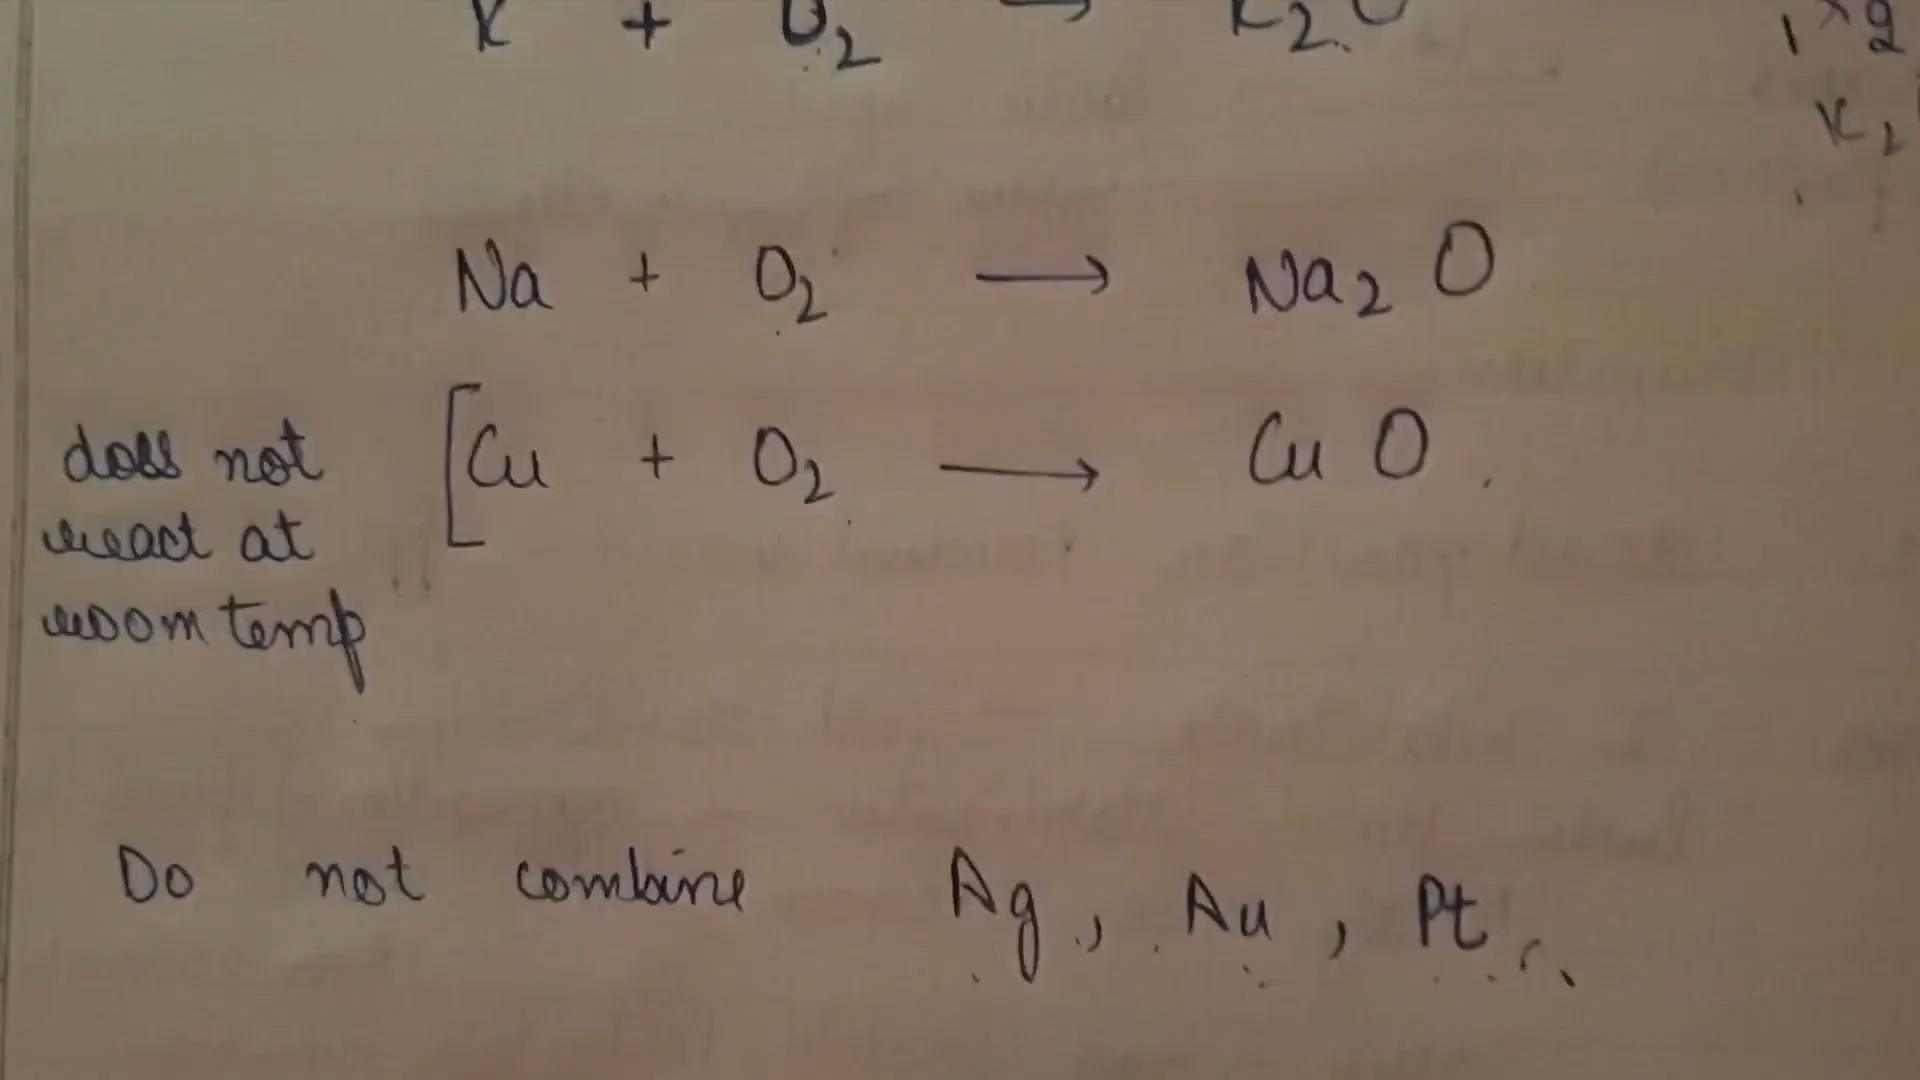 K + O2 → K2O
Na + O2 → Na2O
does not [Cu + O2 → CuO.
react at
room temp
Do not combine Ag, Au, Pt